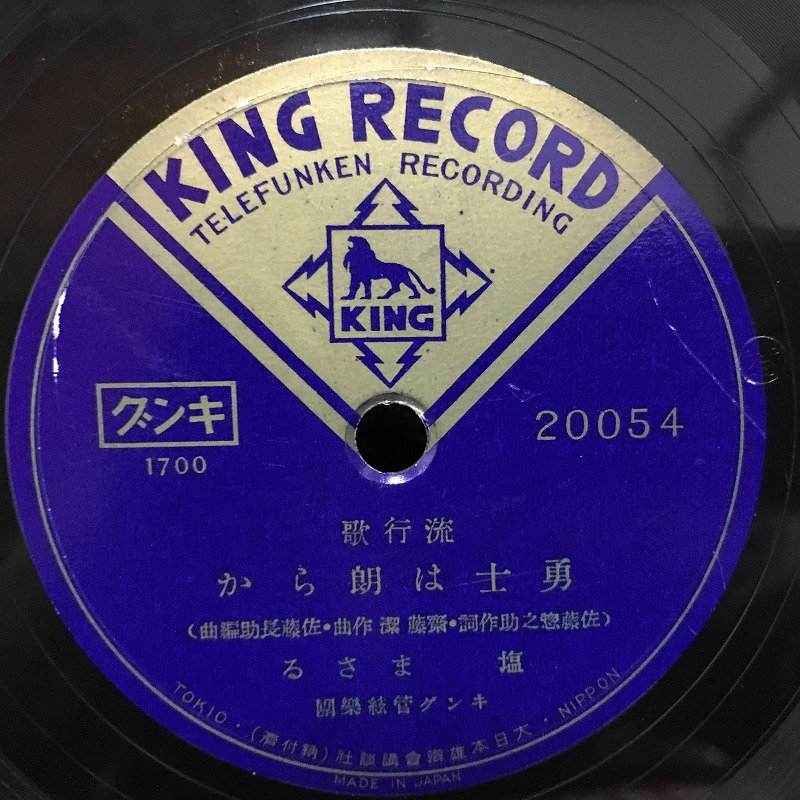 KING RECORD
TELEFUNKEN RECORDING
KING
キング
1700
20054
流行歌
勇士は朗らか
(佐藤惣之助作詞・齋藤 潔 作曲・佐藤長助編曲)
塩 まさる
キング管絃樂團
TOKIO・大日本雄辯會講談社(納付濟)・NIPPON
MADE IN JAPAN